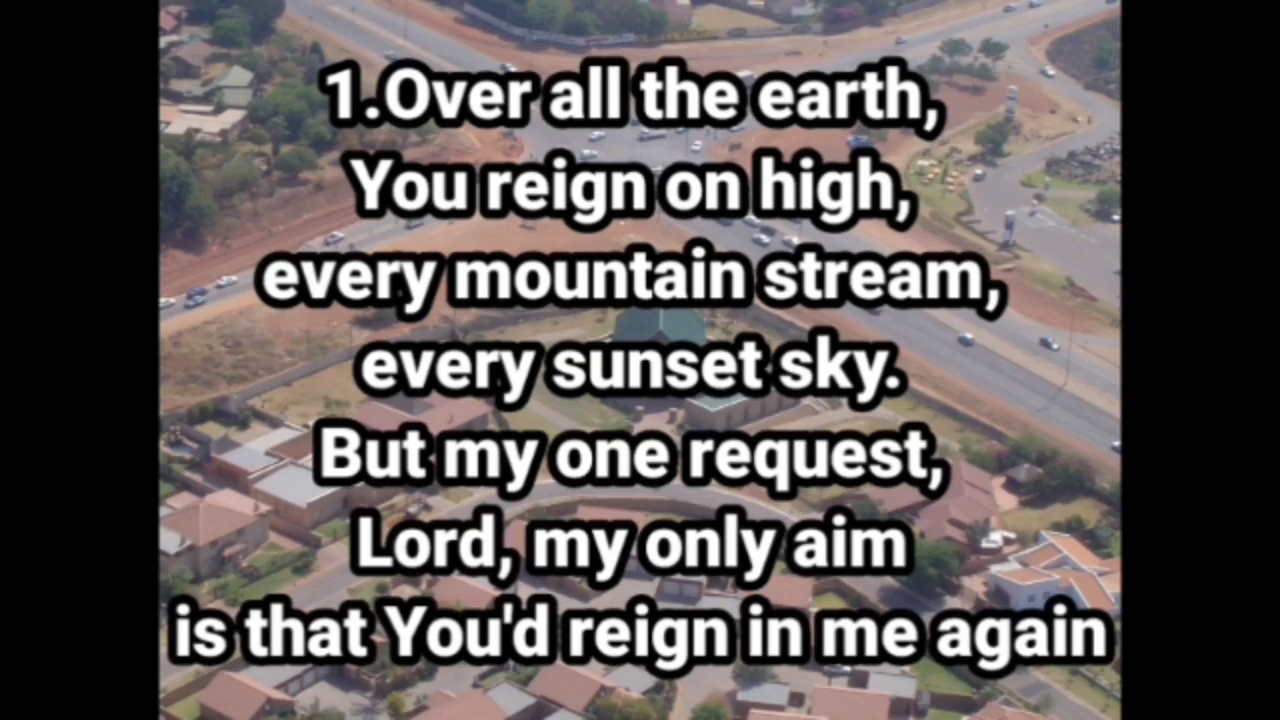 1.Over all the earth,
You reign on high,
every mountain stream,
every sunset sky.
But my one request,
Lord, my only aim
is that You'd reign in me again